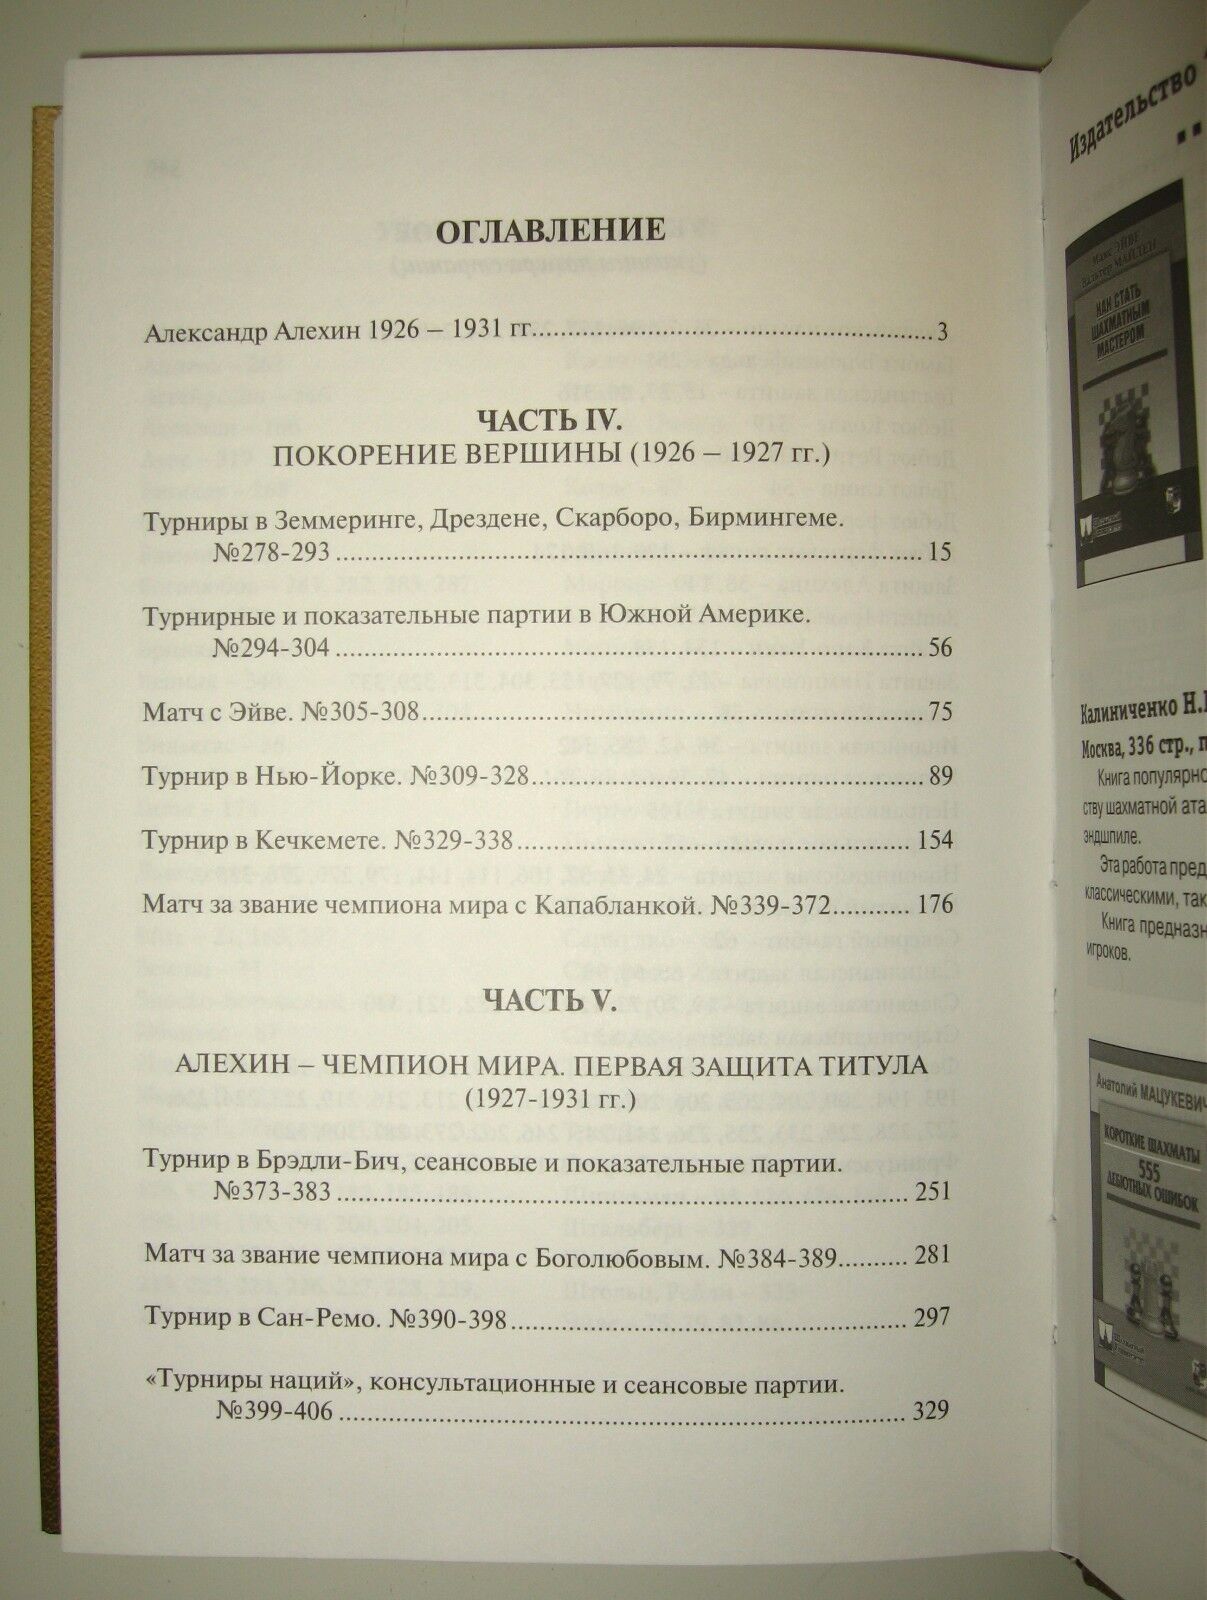 ОГЛАВЛЕНИЕ
Александр Алехин 1926 – 1931 гг. 3
ЧАСТЬ IV.
ПОКОРЕНИЕ ВЕРШИНЫ (1926 – 1927 гг.)
Турниры в Земмеринге, Дрездене, Скарборо, Бирмингеме.
№278-293 15
Турнирные и показательные партии в Южной Америке.
№294-304 56
Матч с Эйве. №305-308 75
Турнир в Нью-Йорке. №309-328 89
Турнир в Кечкемете. №329-338 154
Матч за звание чемпиона мира с Капабланкой. №339-372 176
ЧАСТЬ V.
АЛЕХИН – ЧЕМПИОН МИРА. ПЕРВАЯ ЗАЩИТА ТИТУЛА
(1927-1931 гг.)
Турнир в Брэдли-Бич, сеансовые и показательные партии.
№373-383 251
Матч за звание чемпиона мира с Боголюбовым. №384-389 281
Турнир в Сан-Ремо. №390-398 297
«Турниры наций», консультационные и сеансовые партии.
№399-406 329
Издательство
Макс ЭЙВЕ
Вальтер МАЙДЕН
КАК СТАТЬ
ШАХМАТНЫМ
МАСТЕРОМ
Калиниченко Н.
Москва, 336 стр.,
Книга популярно
ству шахматной ата
эндшпиле.
Эта работа пред
классическими, так
Книга предназн
игроков.
Анатолий МАЦУКЕВИЧ
КОРОТКИЕ ШАХМАТЫ
555
ДЕБЮТНЫХ ОШИБОК